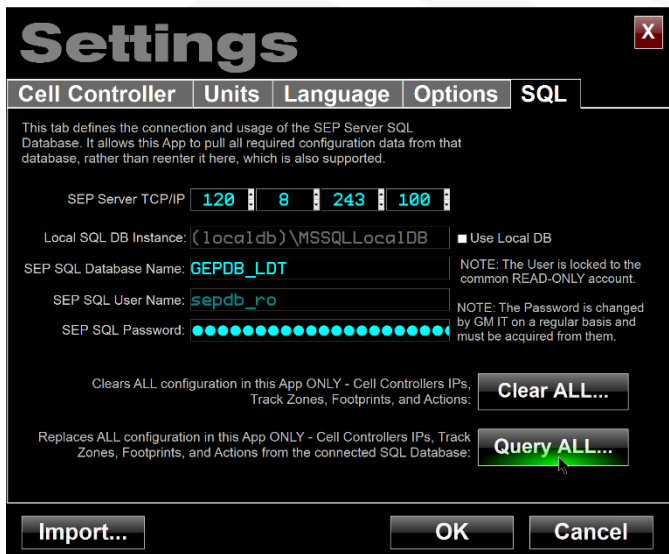 Settings
X
Cell Controller Units Language Options SQL
This tab defines the connection and usage of the SEP Server SQL
Database. It allows this App to pull all required configuration data from that
database, rather than reenter it here, which is also supported.
SEP Server TCP/IP 120 8 243 100
Local SQL DB Instance: (localdb)\MSSQLLocalDB Use Local DB
SEP SQL Database Name: GEPDB_LDT
NOTE: The User is locked to the
common READ-ONLY account.
SEP SQL User Name: sepdb_ro
SEP SQL Password:
NOTE: The Password is changed
by GM IT on a regular basis and
must be acquired from them.
Clears ALL configuration in this App ONLY - Cell Controllers IPs,
Track Zones, Footprints, and Actions:
Clear ALL...
Replaces ALL configuration in this App ONLY - Cell Controllers IPs, Track
Zones, Footprints, and Actions from the connected SQL Database:
Query ALL...
Import... OK Cancel